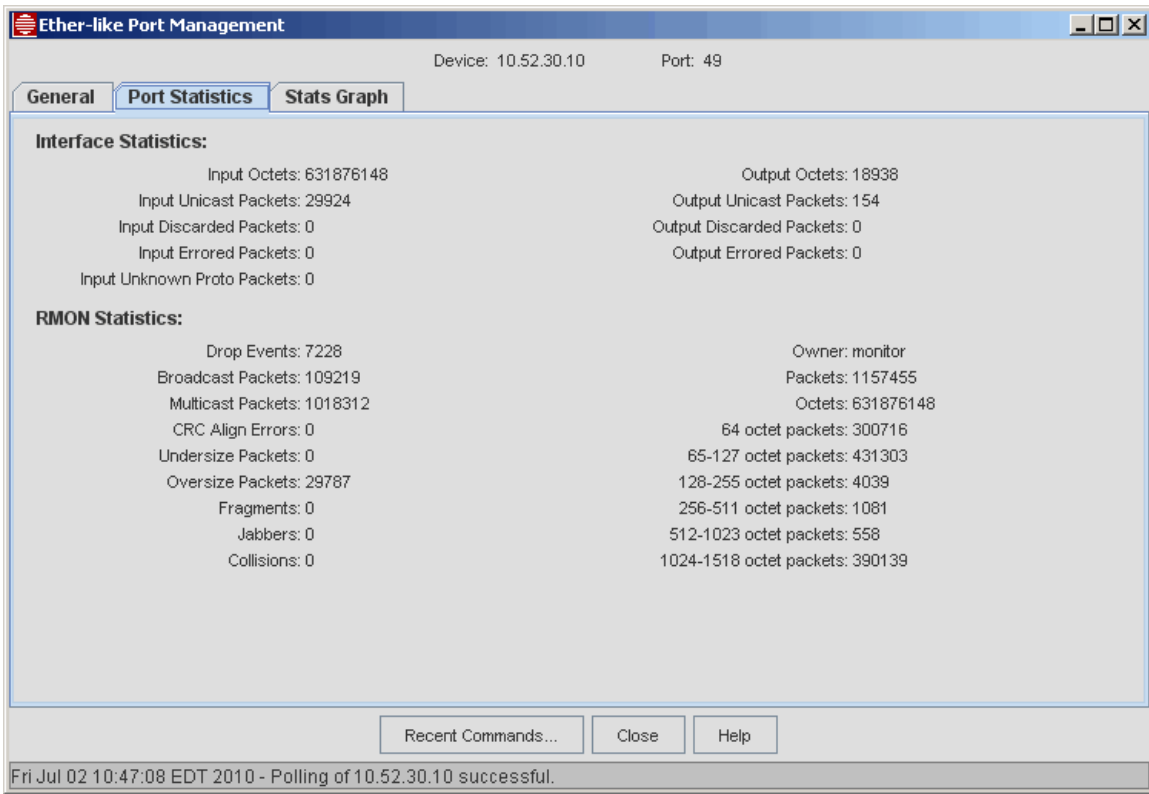 Ether-like Port Management
Device: 10.52.30.10 Port: 49
General Port Statistics Stats Graph
Interface Statistics:
Input Octets: 631876148 Output Octets: 18938
Input Unicast Packets: 29924 Output Unicast Packets: 154
Input Discarded Packets: 0 Output Discarded Packets: 0
Input Errored Packets: 0 Output Errored Packets: 0
Input Unknown Proto Packets: 0
RMON Statistics:
Drop Events: 7228 Owner: monitor
Broadcast Packets: 109219 Packets: 1157455
Multicast Packets: 1018312 Octets: 631876148
CRC Align Errors: 0 64 octet packets: 300716
Undersize Packets: 0 65-127 octet packets: 431303
Oversize Packets: 29787 128-255 octet packets: 4039
Fragments: 0 256-511 octet packets: 1081
Jabbers: 0 512-1023 octet packets: 558
Collisions: 0 1024-1518 octet packets: 390139
Recent Commands... Close Help
Fri Jul 02 10:47:08 EDT 2010 - Polling of 10.52.30.10 successful.